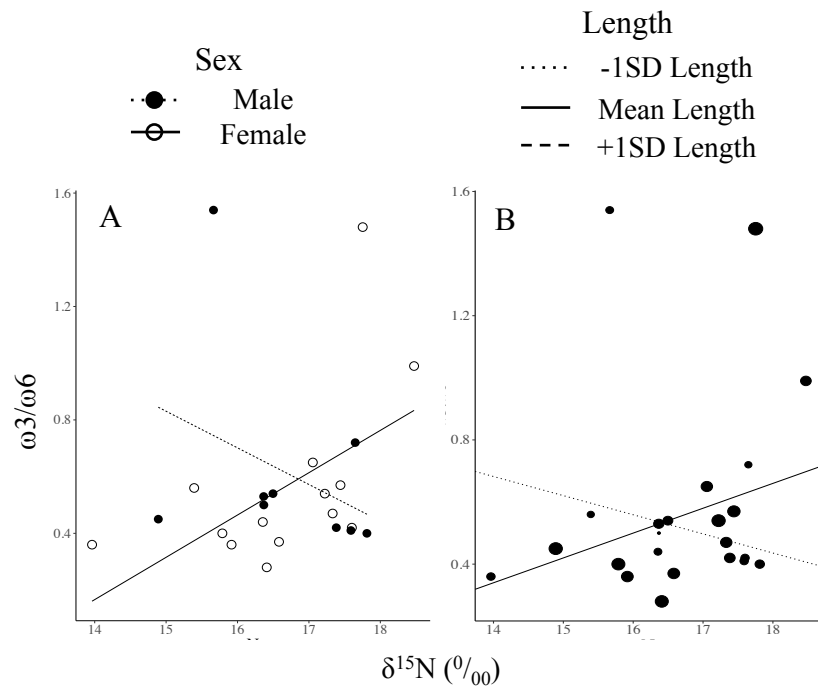 Sex
Male
Female
Length
-1SD Length
Mean Length
+1SD Length
A
1.6
1.2
0.8
0.4
14 15 16 17 18
ω3/ω6
B
1.6
1.2
0.8
0.4
14 15 16 17 18
δ¹⁵N (⁰/₀₀)